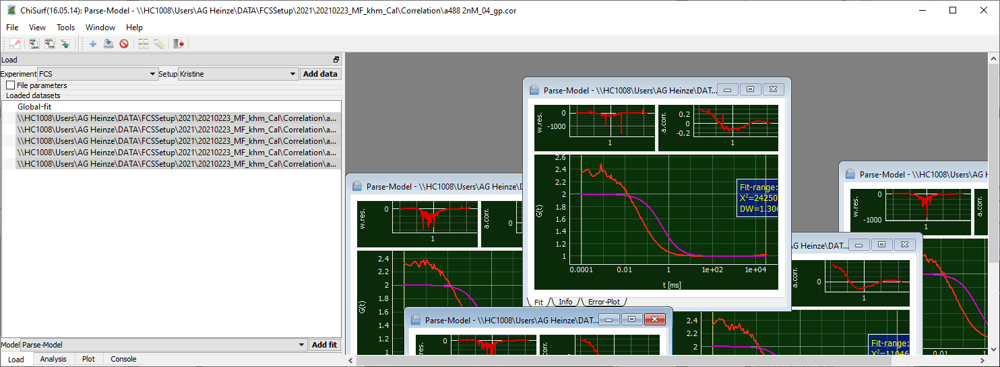 ChiSurf(16.05.14): Parse-Model - \\HC1008\Users\AG Heinze\DATA\FCSSetup\2021\20210223_MF_khm_Cal\Correlation\a488 2nM_04_gp.cor
File View Tools Window Help
Load
Experiment FCS Setup Kristine Add data
File parameters
Loaded datasets
Global-fit
\\HC1008\Users\AG Heinze\DATA\FCSSetup\2021\20210223_MF_khm_Cal\Correlation\a...
\\HC1008\Users\AG Heinze\DATA\FCSSetup\2021\20210223_MF_khm_Cal\Correlation\a...
\\HC1008\Users\AG Heinze\DATA\FCSSetup\2021\20210223_MF_khm_Cal\Correlation\a...
\\HC1008\Users\AG Heinze\DATA\FCSSetup\2021\20210223_MF_khm_Cal\Correlation\a...
\\HC1008\Users\AG Heinze\DATA\FCSSetup\2021\20210223_MF_khm_Cal\Correlation\a...
Model Parse-Model Add fit
Load Analysis Plot Console
Parse-Model - \\HC1008\Users\AG Heinze\DAT...
w.res.
0
-1000
1
a.corr.
0.2
0
-0.2
1
G(t)
2.6
2.4
2.2
2
1.8
1.6
1.4
1.2
1
0.0001 0.01 1 1e+02 1e+04
t [ms]
Fit-range:
X²=24250
DW=1.306
Fit Info Error-Plot
Parse-Model - \\HC1008\Users\AG Heinze\D
w.res.
0
1
a.corr.
0
G(t)
2.4
2.2
2
1.8
1.6
1.4
1.2
1
Parse-Model - \\HC1008\Users\AG Heinze\DAT...
w.res.
0
a.corr.
0
AG Heinze\DAT...
a.corr.
0
1
2.4
2.2
2
Fit-range:
X²=11046
Parse-Model - \\HC1008\Users\AG
w.res.
0
-1000
1
a.corr.
0.01 1